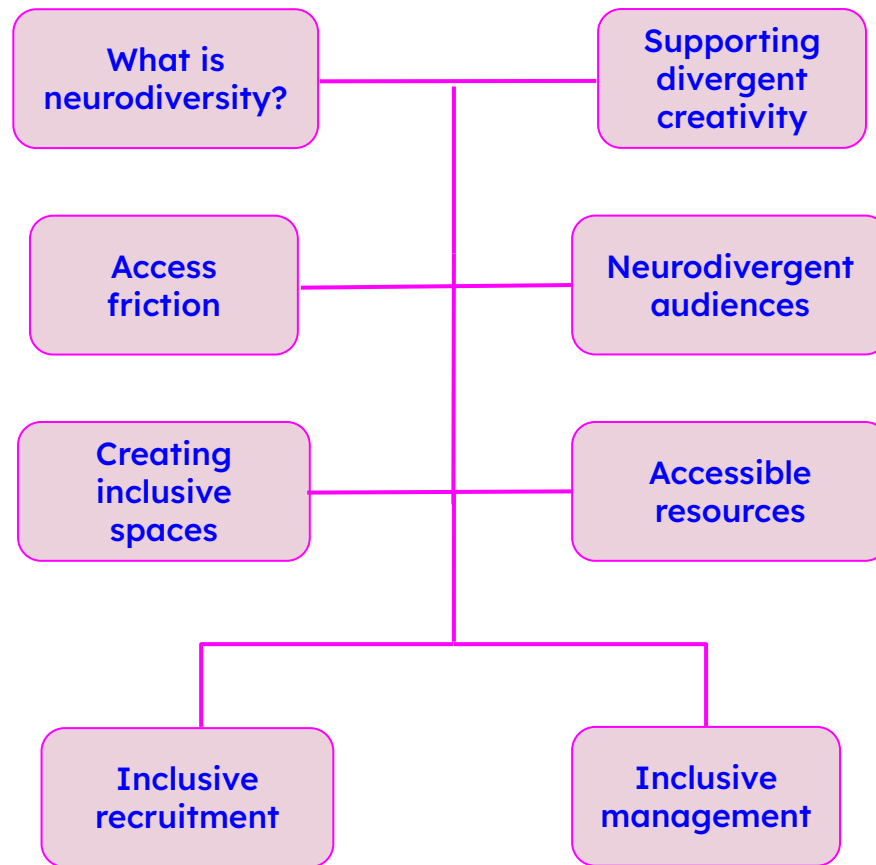 What is
neurodiversity?
Supporting
divergent
creativity
Access
friction
Neurodivergent
audiences
Creating
inclusive
spaces
Accessible
resources
Inclusive
recruitment
Inclusive
management